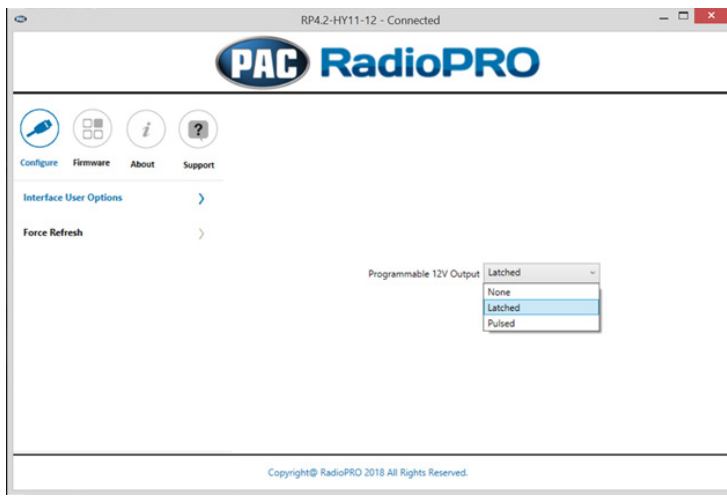 RP4.2-HY11-12 - Connected
PAC RadioPRO
i
?
Configure Firmware About Support
Interface User Options
Force Refresh
Programmable 12V Output Latched
None
Latched
Pulsed
Copyright@ RadioPRO 2018 All Rights Reserved.